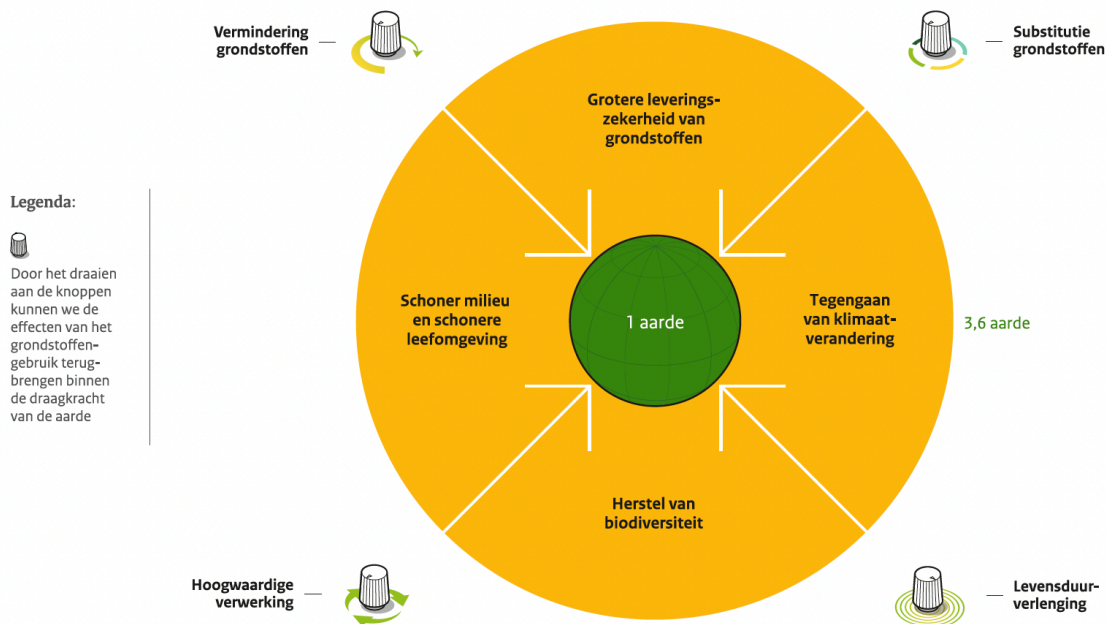 Vermindering
grondstoffen
Substitutie
grondstoffen
Grotere leverings-
zekerheid van
grondstoffen
Legenda:
Door het draaien
aan de knoppen
kunnen we de
effecten van het
grondstoffen-
gebruik terug-
brengen binnen
de draagkracht
van de aarde
Schoner milieu
en schonere
leefomgeving
1 aarde
Tegengaan
van klimaat-
verandering
3,6 aarde
Herstel van
biodiversiteit
Hoogwaardige
verwerking
Levensduur-
verlenging